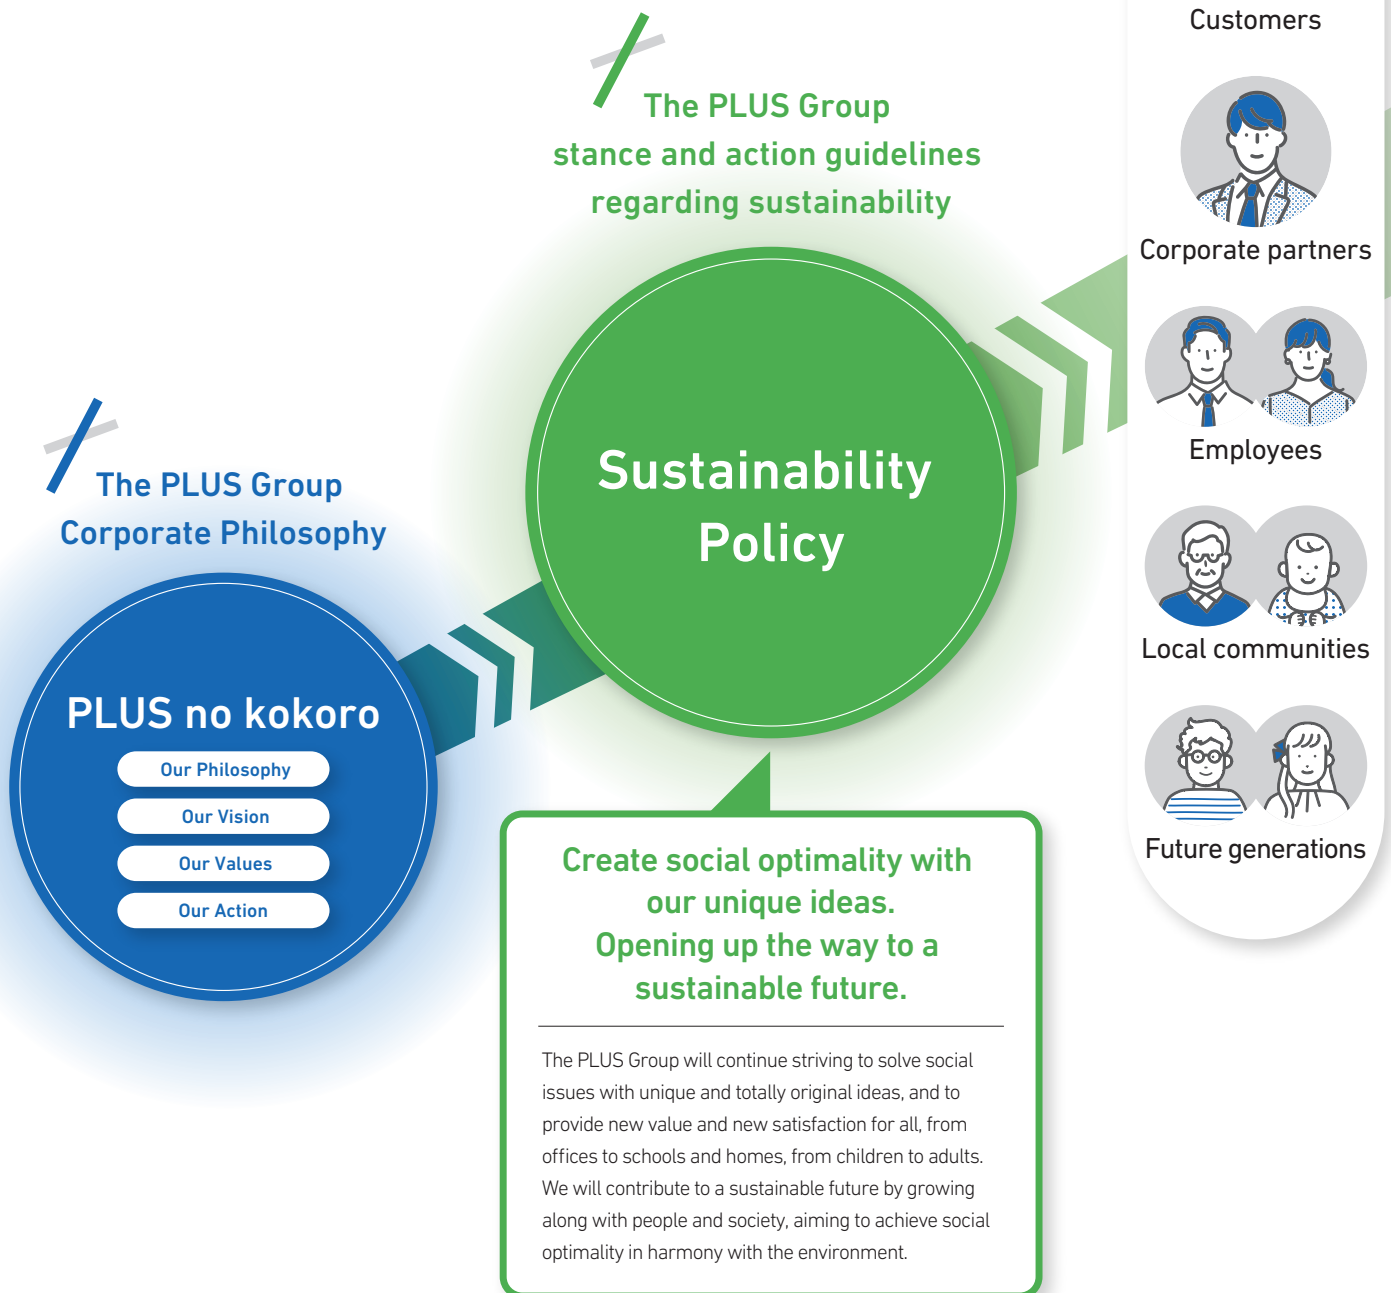 The PLUS Group
Corporate Philosophy
PLUS no kokoro
Our Philosophy
Our Vision
Our Values
Our Action
The PLUS Group
stance and action guidelines
regarding sustainability
Sustainability
Policy
Create social optimality with
our unique ideas.
Opening up the way to a
sustainable future.
The PLUS Group will continue striving to solve social
issues with unique and totally original ideas, and to
provide new value and new satisfaction for all, from
offices to schools and homes, from children to adults.
We will contribute to a sustainable future by growing
along with people and society, aiming to achieve social
optimality in harmony with the environment.
Customers
Corporate partners
Employees
Local communities
Future generations